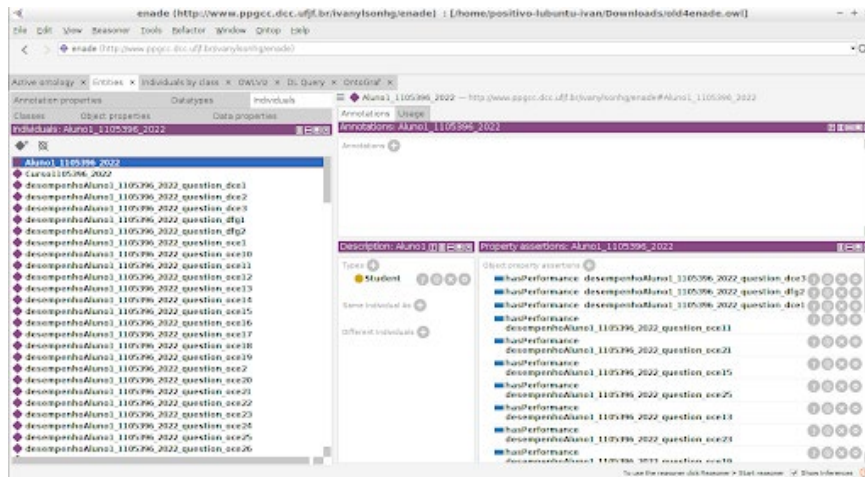 enade (http://www.ppgcc.dcc.ufjf.br/ivanylsonhg/enade) : [/home/positivo-lubuntu-ivan/Downloads/old4enade.owl]
File Edit View Reasoner Tools Refactor Window Ontop Help
enade (http://www.ppgcc.dcc.ufjf.br/ivanylsonhg/enade)
Active ontology × Entities × Individuals by class × OWLViz × DL Query × OntoGraf ×
Annotation properties Datatypes Individuals
Classes Object properties Data properties
Individuals: Aluno1_1105396_2022
Aluno1_1105396_2022
Curso1105396_2022
desempenhoAluno1_1105396_2022_question_dce1
desempenhoAluno1_1105396_2022_question_dce2
desempenhoAluno1_1105396_2022_question_dce3
desempenhoAluno1_1105396_2022_question_dfg1
desempenhoAluno1_1105396_2022_question_dfg2
desempenhoAluno1_1105396_2022_question_oce1
desempenhoAluno1_1105396_2022_question_oce10
desempenhoAluno1_1105396_2022_question_oce11
desempenhoAluno1_1105396_2022_question_oce12
desempenhoAluno1_1105396_2022_question_oce13
desempenhoAluno1_1105396_2022_question_oce14
desempenhoAluno1_1105396_2022_question_oce15
desempenhoAluno1_1105396_2022_question_oce16
desempenhoAluno1_1105396_2022_question_oce17
desempenhoAluno1_1105396_2022_question_oce18
desempenhoAluno1_1105396_2022_question_oce19
desempenhoAluno1_1105396_2022_question_oce2
desempenhoAluno1_1105396_2022_question_oce20
desempenhoAluno1_1105396_2022_question_oce21
desempenhoAluno1_1105396_2022_question_oce22
desempenhoAluno1_1105396_2022_question_oce23
desempenhoAluno1_1105396_2022_question_oce24
desempenhoAluno1_1105396_2022_question_oce25
desempenhoAluno1_1105396_2022_question_oce26
Aluno1_1105396_2022 — http://www.ppgcc.dcc.ufjf.br/ivanylsonhg/enade#Aluno1_1105396_2022
Annotations Usage
Annotations: Aluno1_1105396_2022
Annotations
Description: Aluno1
Types
Student
Same Individual As
Different Individuals
Property assertions: Aluno1_1105396_2022
Object property assertions
hasPerformance desempenhoAluno1_1105396_2022_question_dce3
hasPerformance desempenhoAluno1_1105396_2022_question_dfg2
hasPerformance desempenhoAluno1_1105396_2022_question_dce1
hasPerformance
desempenhoAluno1_1105396_2022_question_oce11
hasPerformance
desempenhoAluno1_1105396_2022_question_oce21
hasPerformance
desempenhoAluno1_1105396_2022_question_oce15
hasPerformance
desempenhoAluno1_1105396_2022_question_oce25
hasPerformance
desempenhoAluno1_1105396_2022_question_oce13
hasPerformance
desempenhoAluno1_1105396_2022_question_oce23
hasPerformance
To use the reasoner click Reasoner > Start reasoner Show Inferences